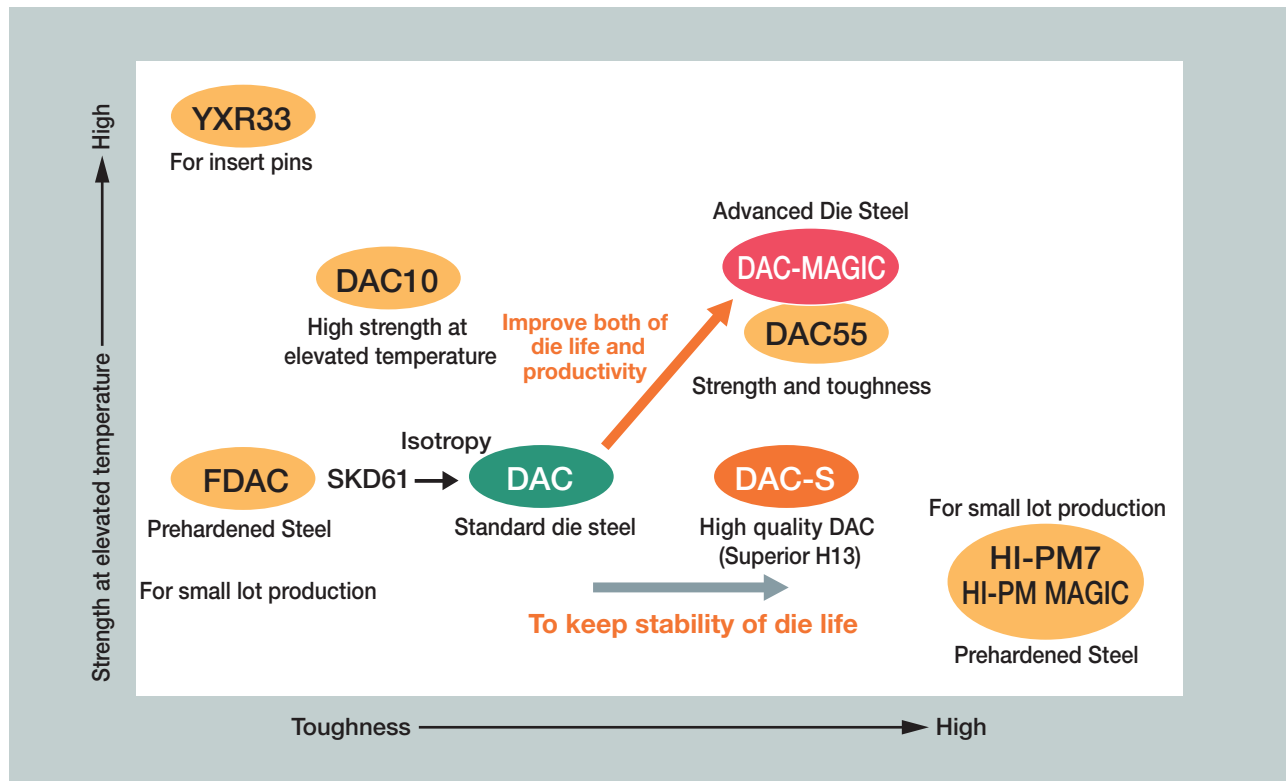 YXR33
For insert pins
Advanced Die Steel
DAC-MAGIC
DAC10
High strength at
elevated temperature
Improve both of
die life and
productivity
DAC55
Strength and toughness
Isotropy
FDAC
SKD61
DAC
DAC-S
Prehardened Steel
Standard die steel
High quality DAC
(Superior H13)
For small lot production
For small lot production
HI-PM7
HI-PM MAGIC
Prehardened Steel
To keep stability of die life
Strength at elevated temperature
High
Toughness
High